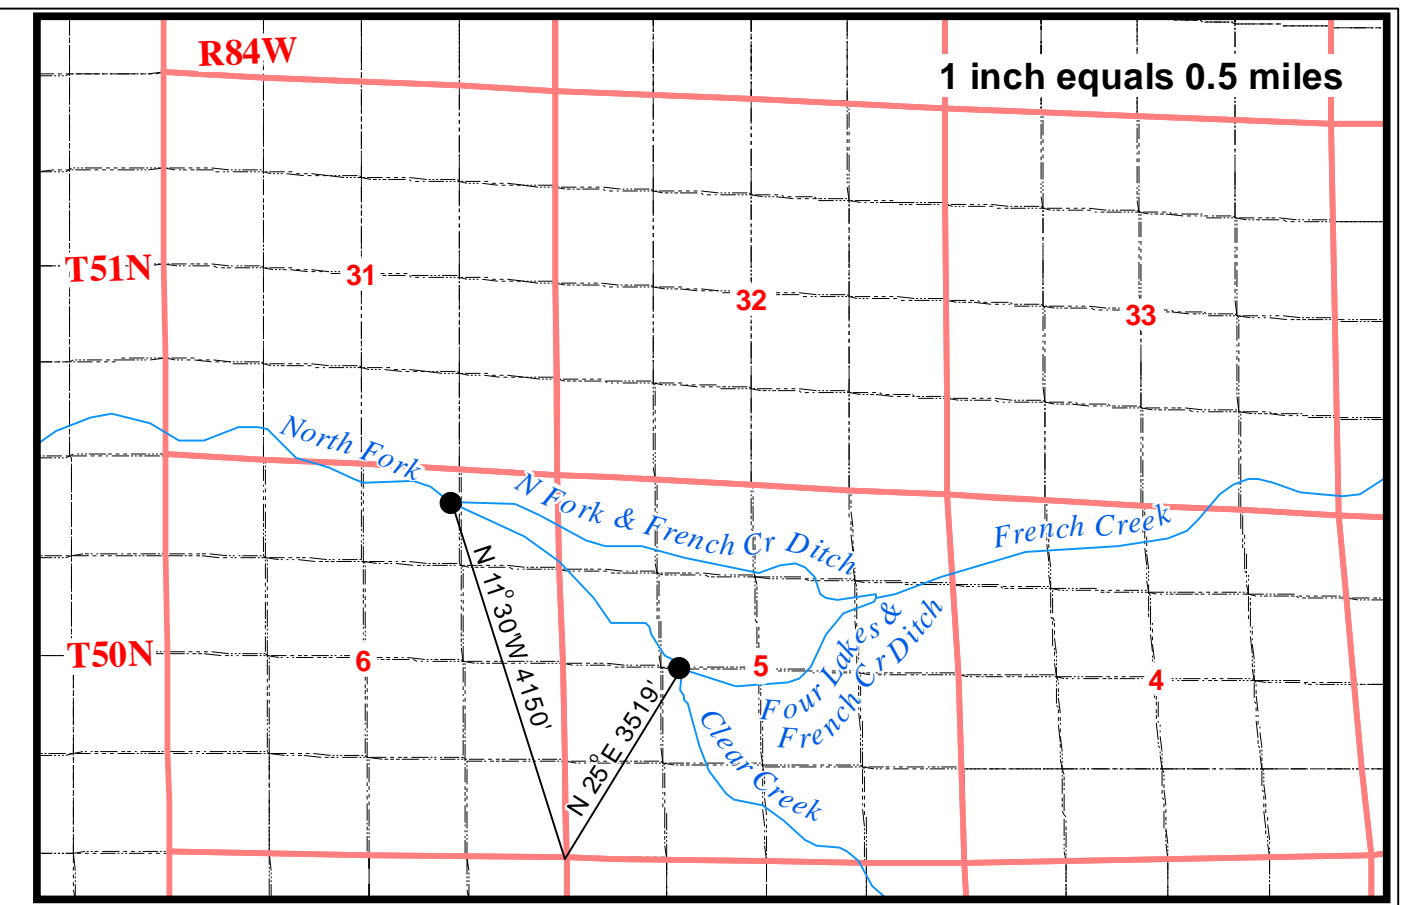 R84W
1 inch equals 0.5 miles
T51N
31
32
33
North Fork
N Fork & French Cr Ditch
French Creek
N 11° 30'W 4150'
T50N
6
5
4
Four Lakes &
French Cr Ditch
N 25° E 3519'
Clear Creek